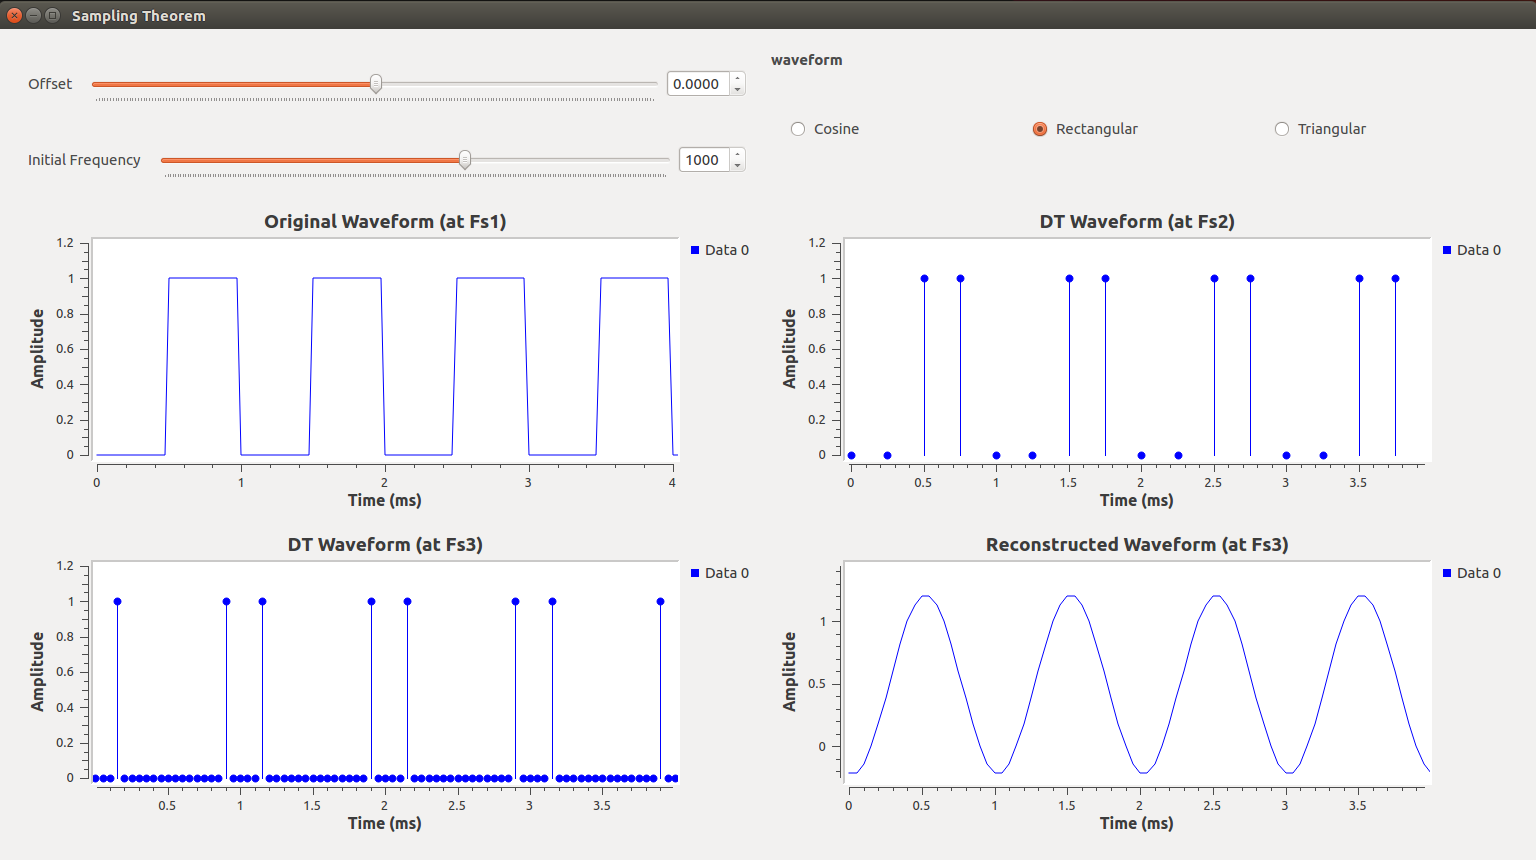 Sampling Theorem
Offset
0.0000
Initial Frequency
1000
waveform
Cosine
Rectangular
Triangular
Original Waveform (at Fs1)
Data 0
Amplitude
1.2
1
0.8
0.6
0.4
0.2
0
0 1 2 3 4
Time (ms)
DT Waveform (at Fs2)
Data 0
Amplitude
1.2
1
0.8
0.6
0.4
0.2
0
0 0.5 1 1.5 2 2.5 3 3.5
Time (ms)
DT Waveform (at Fs3)
Data 0
Amplitude
1.2
1
0.8
0.6
0.4
0.2
0
0.5 1 1.5 2 2.5 3 3.5
Time (ms)
Reconstructed Waveform (at Fs3)
Data 0
Amplitude
1
0.5
0
0 0.5 1 1.5 2 2.5 3 3.5
Time (ms)